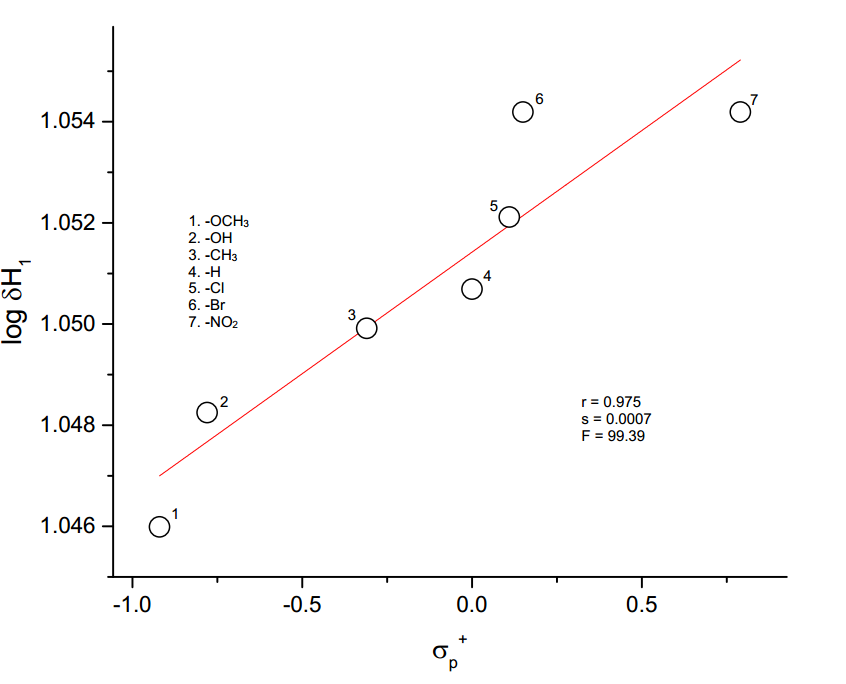 1.054
1.052
1.050
1.048
1.046
log δH₁
6
7
5
4
3
2
1
1. -OCH₃
2. -OH
3. -CH₃
4. -H
5. -Cl
6. -Br
7. -NO₂
r = 0.975
s = 0.0007
F = 99.39
-1.0
-0.5
0.0
0.5
σₚ⁺